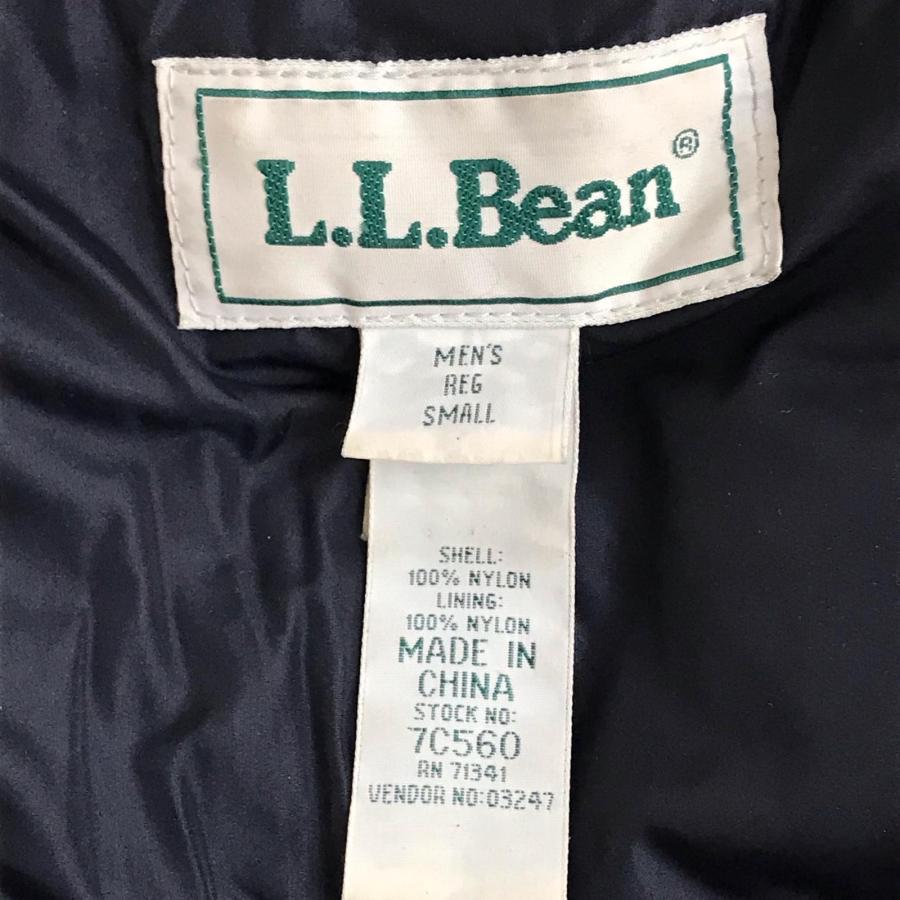 L.L.Bean®
MEN'S
REG
SMALL
SHELL:
100% NYLON
LINING:
100% NYLON
MADE IN
CHINA
STOCK NO:
7C560
RN 71341
VENDOR NO:03247